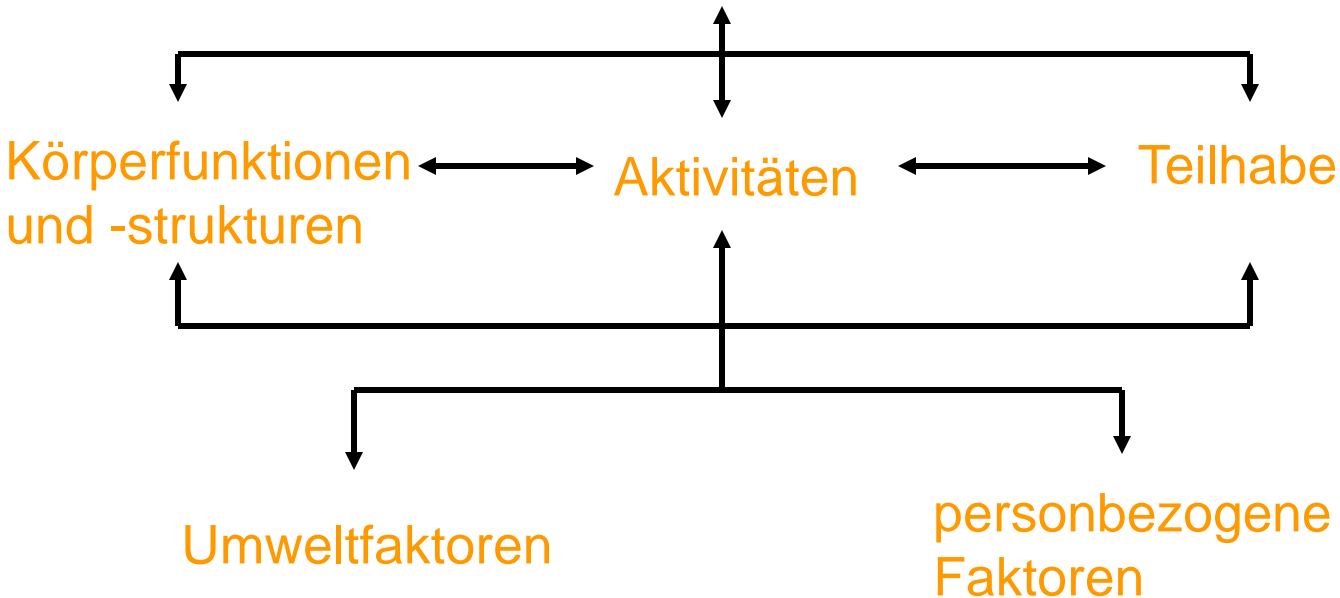 Körperfunktionen
und -strukturen
Aktivitäten
Teilhabe
Umweltfaktoren
personbezogene
Faktoren